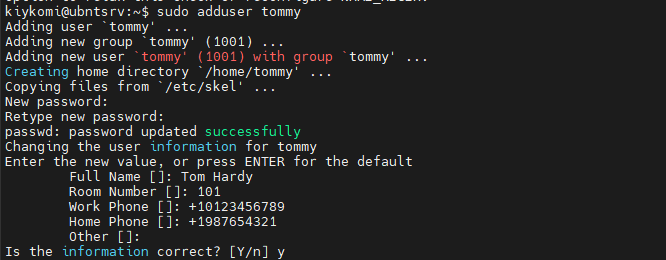 kiykomi@ubntsrv:~$ sudo adduser tommy
Adding user `tommy' ...
Adding new group `tommy' (1001) ...
Adding new user `tommy' (1001) with group `tommy' ...
Creating home directory `/home/tommy' ...
Copying files from `/etc/skel' ...
New password:
Retype new password:
passwd: password updated successfully
Changing the user information for tommy
Enter the new value, or press ENTER for the default
Full Name []: Tom Hardy
Room Number []: 101
Work Phone []: +10123456789
Home Phone []: +1987654321
Other []:
Is the information correct? [Y/n] y